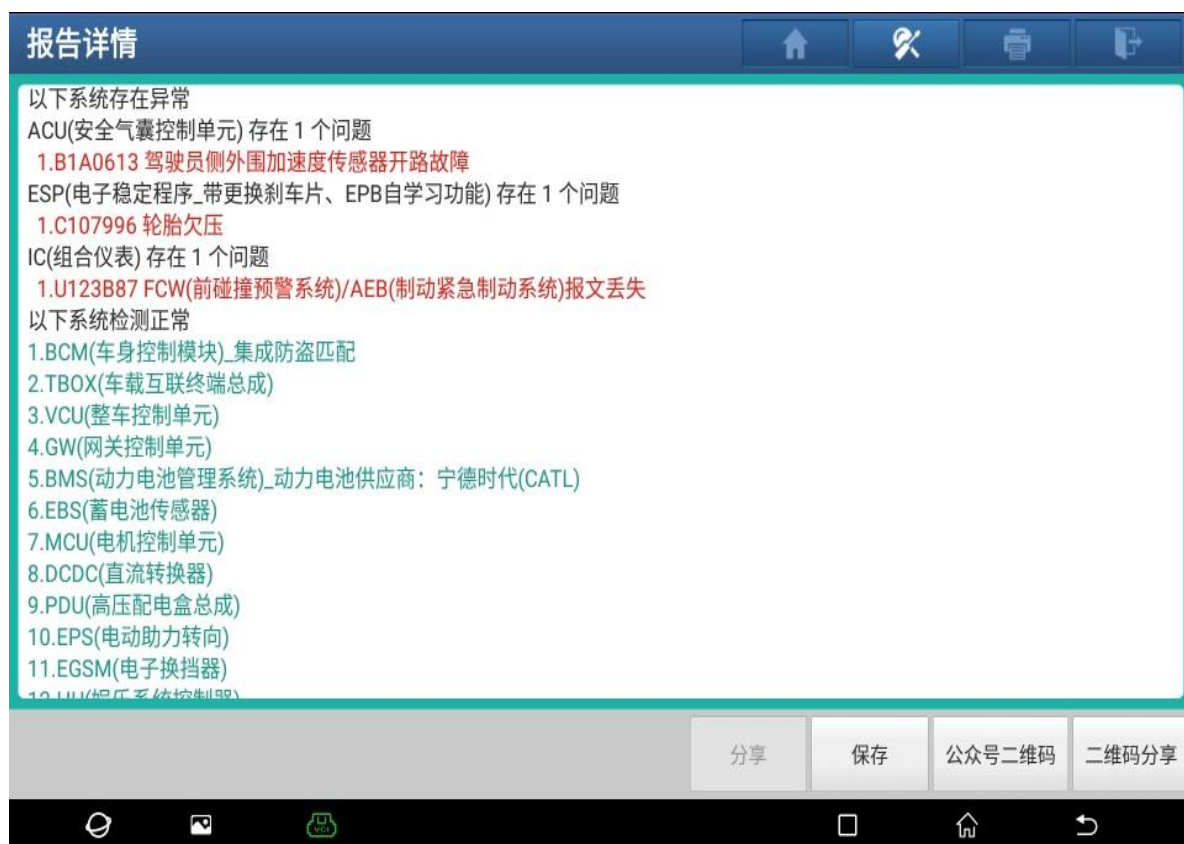 报告详情
以下系统存在异常
ACU(安全气囊控制单元) 存在 1 个问题
1.B1A0613 驾驶员侧外围加速度传感器开路故障
ESP(电子稳定程序_带更换刹车片、EPB自学习功能) 存在 1 个问题
1.C107996 轮胎欠压
IC(组合仪表) 存在 1 个问题
1.U123B87 FCW(前碰撞预警系统)/AEB(制动紧急制动系统)报文丢失
以下系统检测正常
1.BCM(车身控制模块)_集成防盗匹配
2.TBOX(车载互联终端总成)
3.VCU(整车控制单元)
4.GW(网关控制单元)
5.BMS(动力电池管理系统)_动力电池供应商：宁德时代(CATL)
6.EBS(蓄电池传感器)
7.MCU(电机控制单元)
8.DCDC(直流转换器)
9.PDU(高压配电盒总成)
10.EPS(电动助力转向)
11.EGSM(电子换挡器)
分享 保存 公众号二维码 二维码分享
VCI